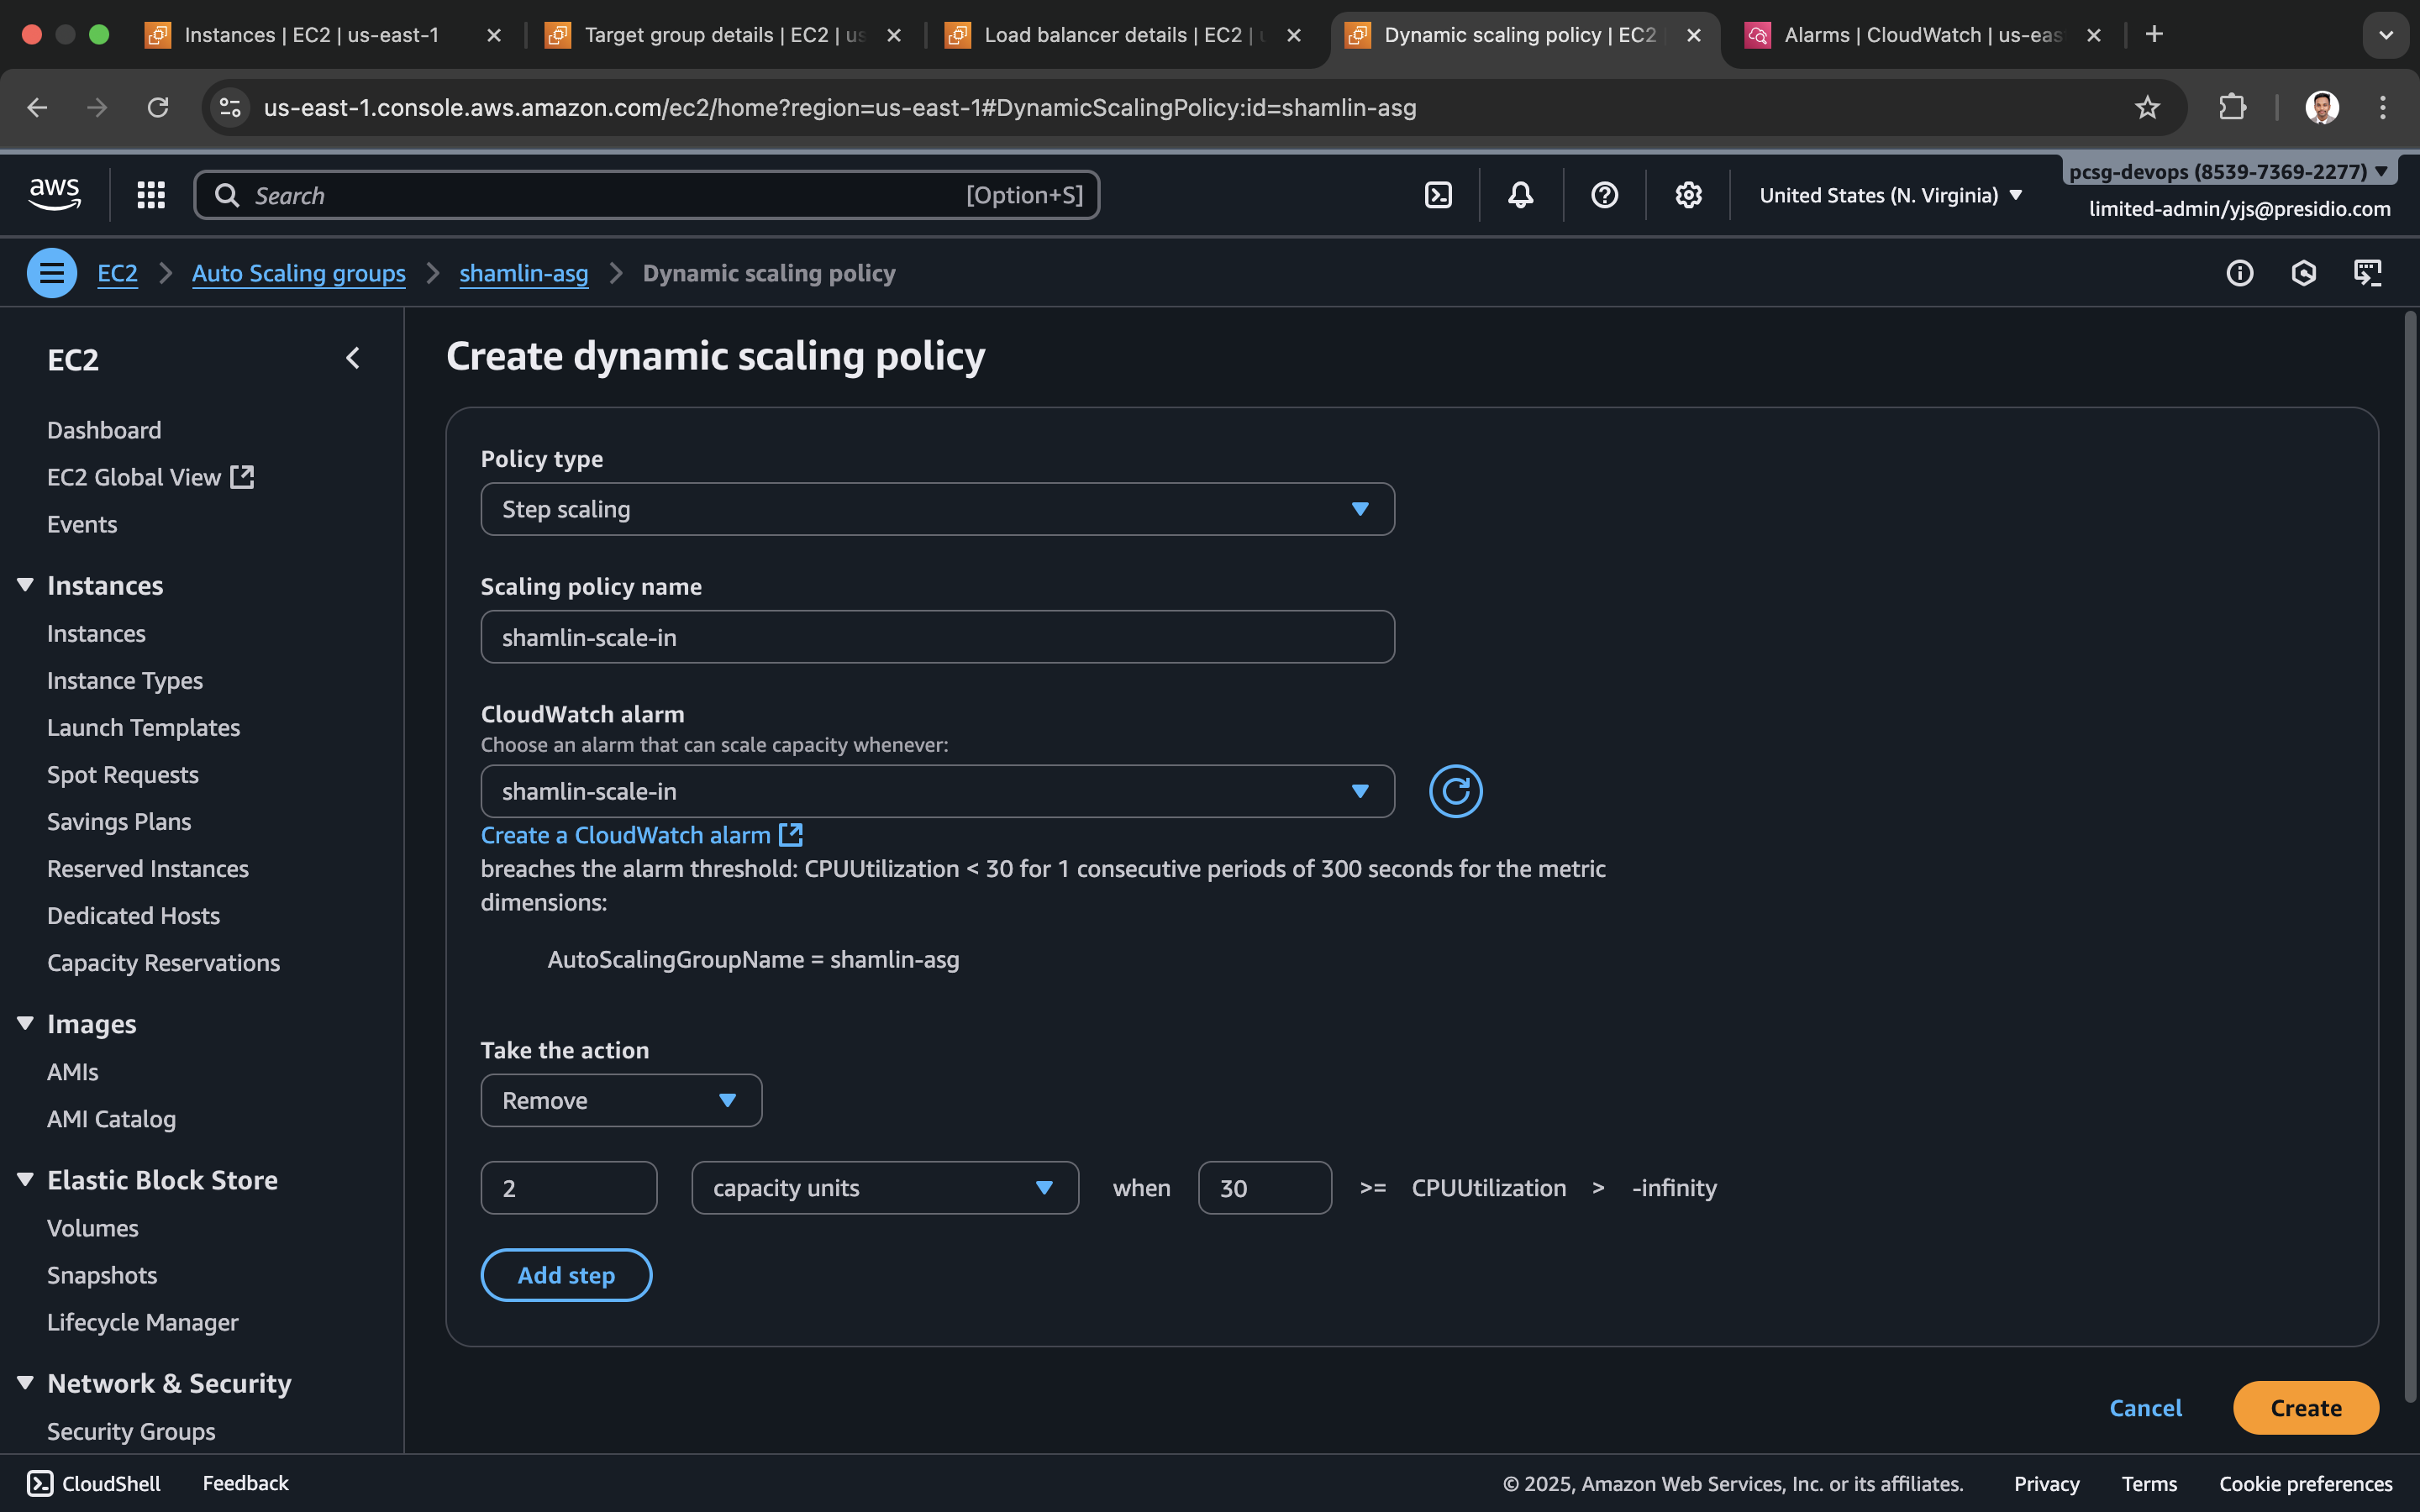 Instances | EC2 | us-east-1
Target group details | EC2 | us
Load balancer details | EC2 |
Dynamic scaling policy | EC2
Alarms | CloudWatch | us-eas
us-east-1.console.aws.amazon.com/ec2/home?region=us-east-1#DynamicScalingPolicy:id=shamlin-asg
aws
Search
[Option+S]
United States (N. Virginia)
pcsg-devops (8539-7369-2277)
limited-admin/yjs@presidio.com
EC2
Auto Scaling groups
shamlin-asg
Dynamic scaling policy
EC2
Dashboard
EC2 Global View
Events
Instances
Instances
Instance Types
Launch Templates
Spot Requests
Savings Plans
Reserved Instances
Dedicated Hosts
Capacity Reservations
Images
AMIs
AMI Catalog
Elastic Block Store
Volumes
Snapshots
Lifecycle Manager
Network & Security
Security Groups
Create dynamic scaling policy
Policy type
Step scaling
Scaling policy name
shamlin-scale-in
CloudWatch alarm
Choose an alarm that can scale capacity whenever:
shamlin-scale-in
Create a CloudWatch alarm
breaches the alarm threshold: CPUUtilization < 30 for 1 consecutive periods of 300 seconds for the metric
dimensions:
AutoScalingGroupName = shamlin-asg
Take the action
Remove
2 capacity units when 30 >= CPUUtilization > -infinity
Add step
Cancel
Create
CloudShell
Feedback
© 2025, Amazon Web Services, Inc. or its affiliates.
Privacy
Terms
Cookie preferences